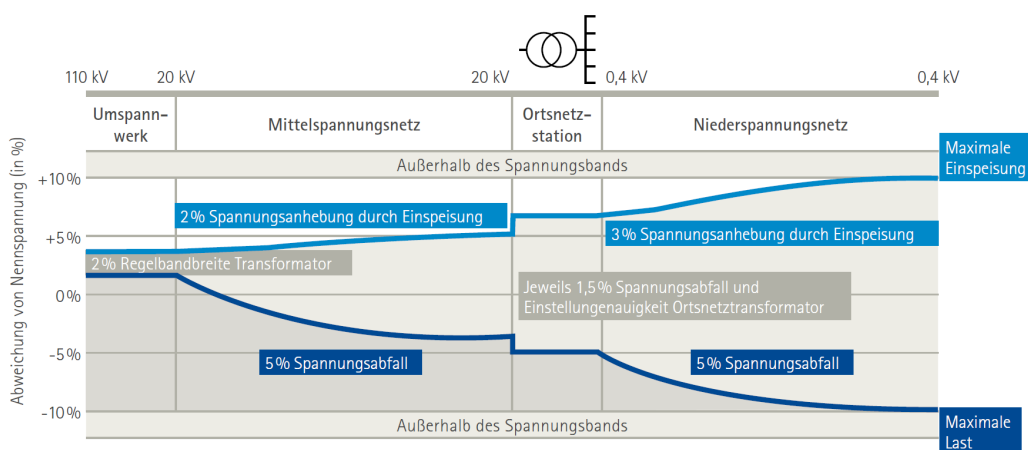 110 kV
20 kV
20 kV
0,4 kV
0,4 kV
Umspann-
werk
Mittelspannungsnetz
Ortsnetz-
station
Niederspannungsnetz
Abweichung von Nennspannung (in %)
Außerhalb des Spannungsbands
Maximale
Einspeisung
+10%
2% Spannungsanhebung durch Einspeisung
3% Spannungsanhebung durch Einspeisung
+5%
2% Regelbandbreite Transformator
Jeweils 1,5% Spannungsabfall und
Einstellungenauigkeit Ortsnetztransformator
0%
-5%
5% Spannungsabfall
5% Spannungsabfall
-10%
Außerhalb des Spannungsbands
Maximale
Last